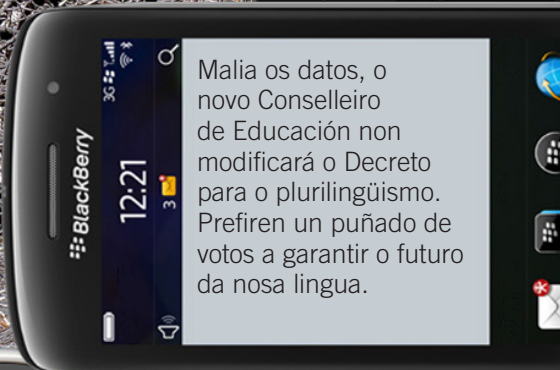 Malia os datos, o
novo Conselleiro
de Educación non
modificará o Decreto
para o plurilingüismo.
Prefiren un puñado de
votos a garantir o futuro
da nosa lingua.
BlackBerry
12:21
3G
3